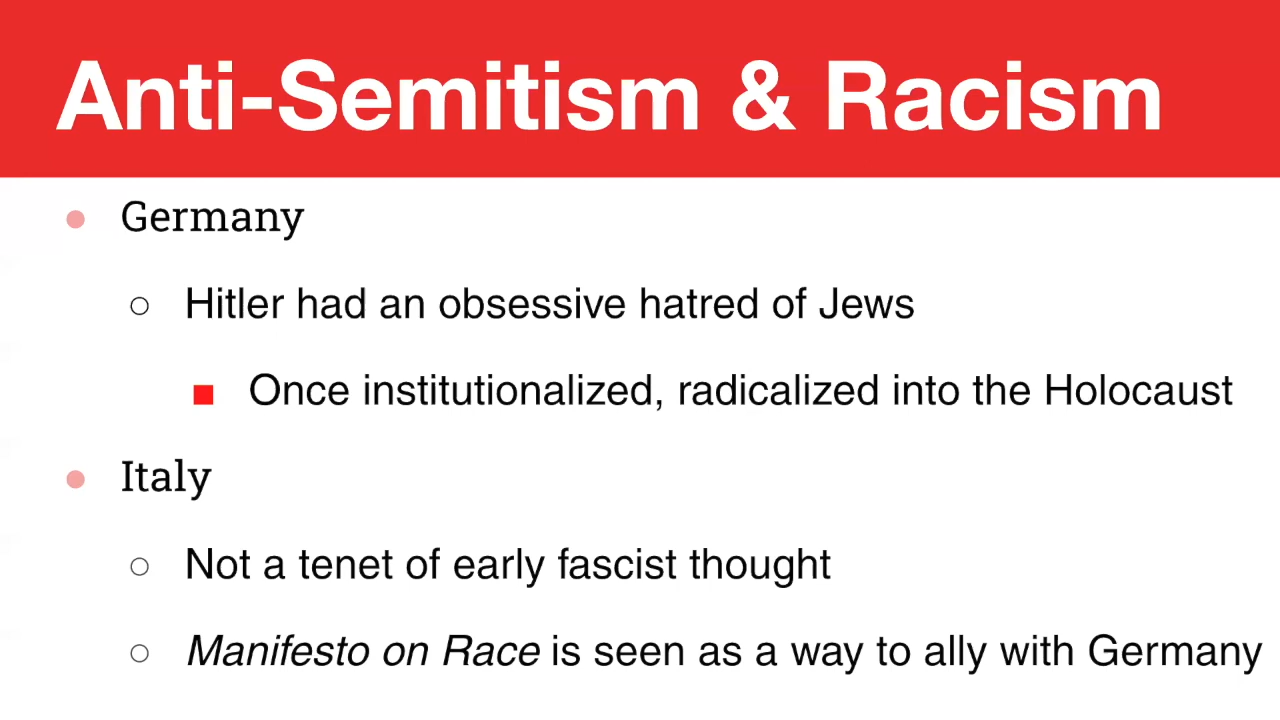 Anti-Semitism & Racism
● Germany
○ Hitler had an obsessive hatred of Jews
■ Once institutionalized, radicalized into the Holocaust
● Italy
○ Not a tenet of early fascist thought
○ Manifesto on Race is seen as a way to ally with Germany